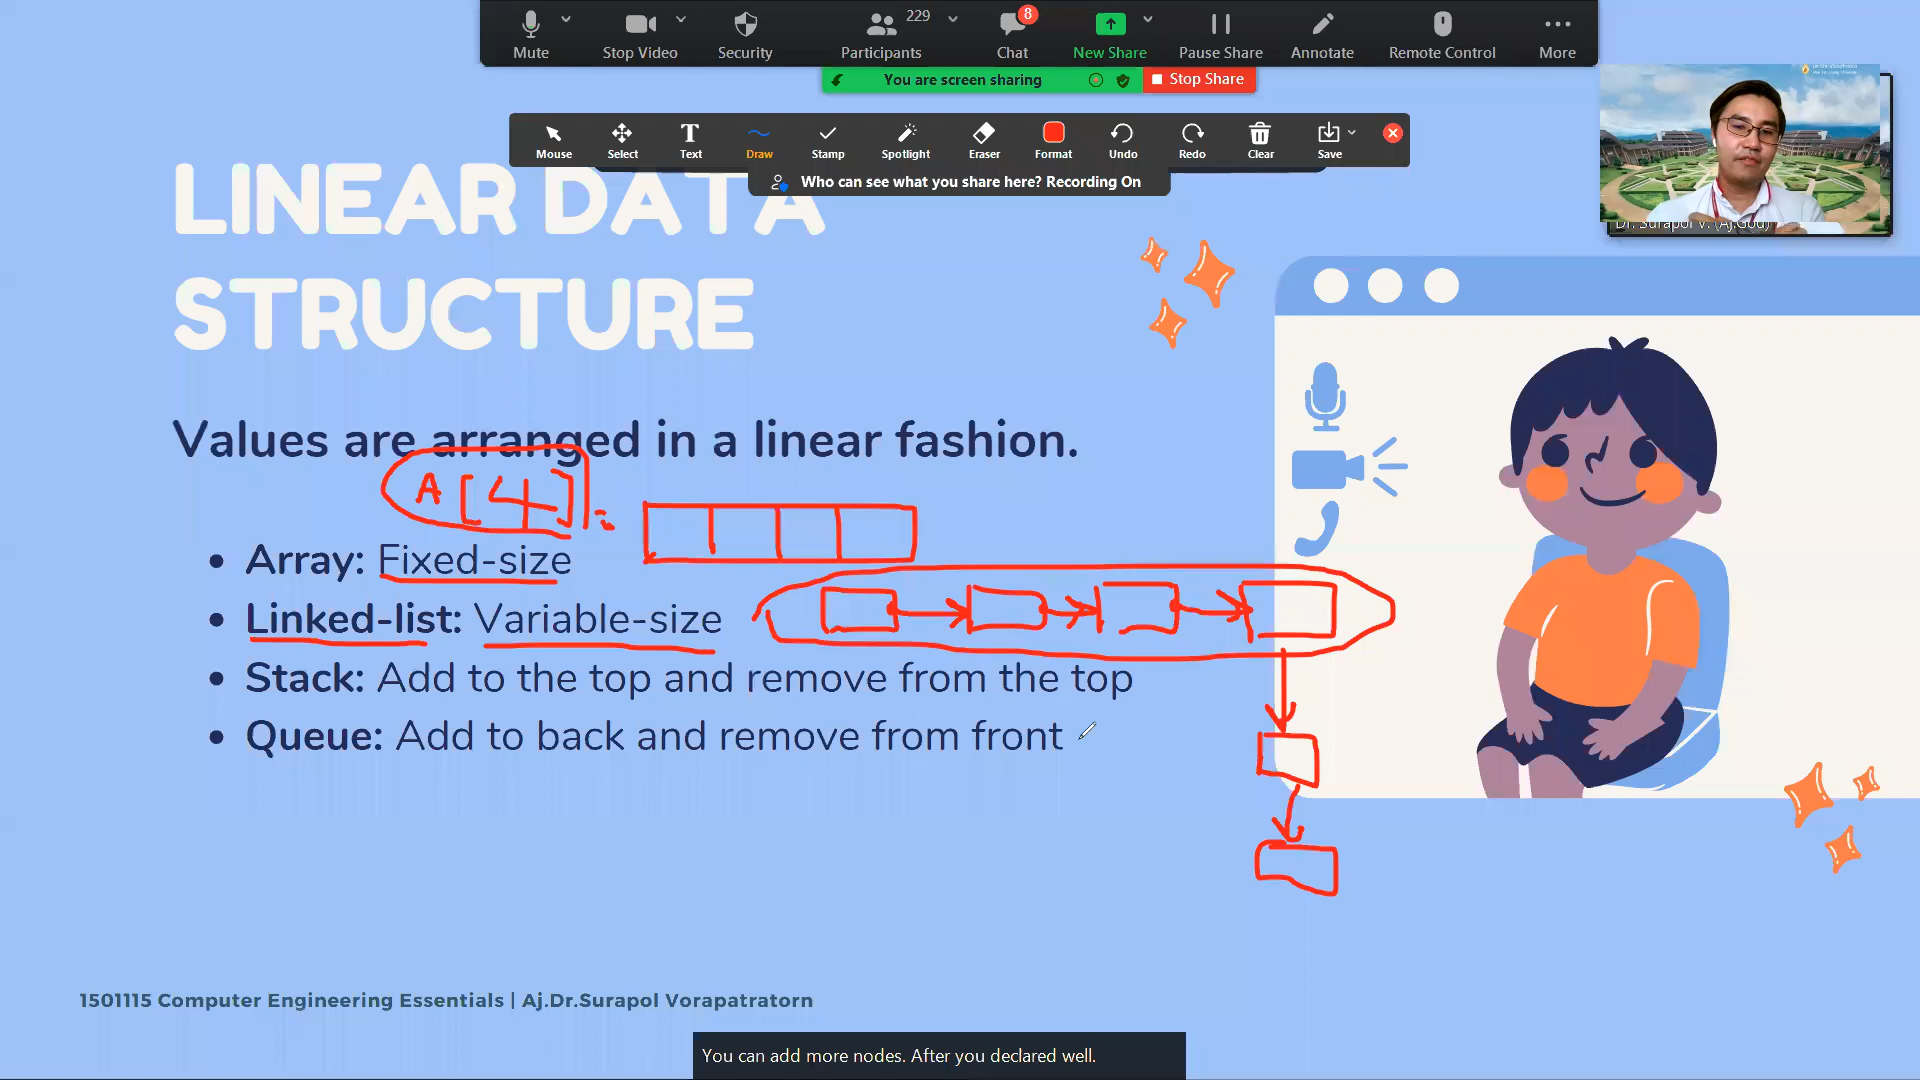 229
8
Mute
Stop Video
Security
Participants
Chat
New Share
Pause Share
Annotate
Remote Control
More
You are screen sharing
Stop Share
Mouse
Select
Text
Draw
Stamp
Spotlight
Eraser
Format
Undo
Redo
Clear
Save
Who can see what you share here? Recording On
Dr. Surapol V. (Aj.God)
LINEAR DATA
STRUCTURE
Values are arranged in a linear fashion.
A[4];
• Array: Fixed-size
• Linked-list: Variable-size
• Stack: Add to the top and remove from the top
• Queue: Add to back and remove from front
1501115 Computer Engineering Essentials | Aj.Dr.Surapol Vorapatratorn
You can add more nodes. After you declared well.